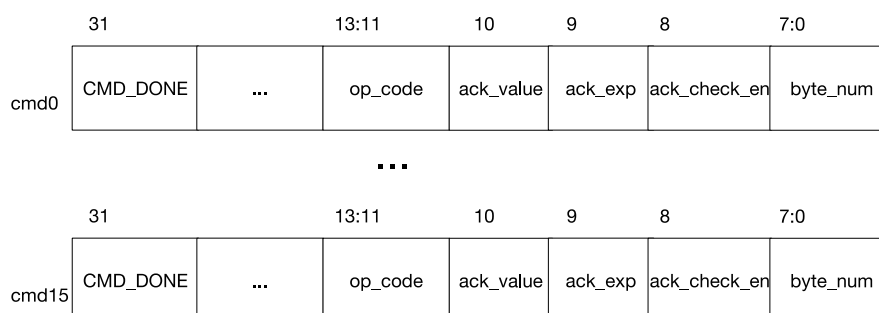 31 13:11 10 9 8 7:0
cmd0 CMD_DONE ... op_code ack_value ack_exp ack_check_en byte_num
...
31 13:11 10 9 8 7:0
cmd15 CMD_DONE ... op_code ack_value ack_exp ack_check_en byte_num